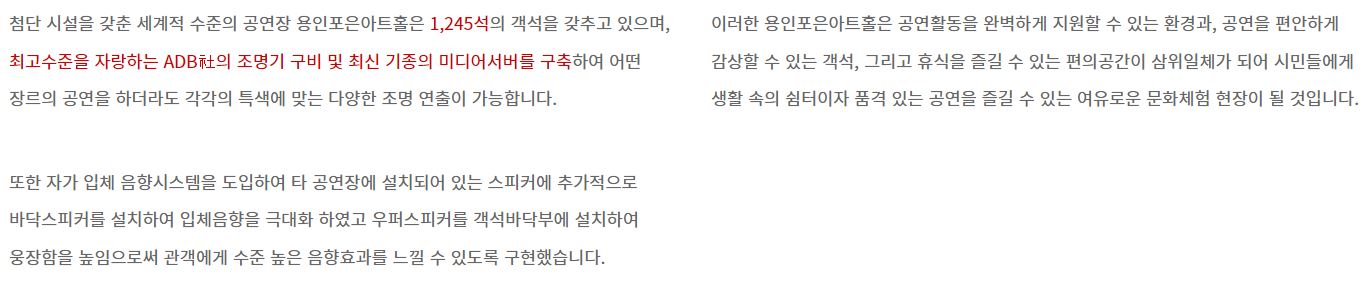 첨단 시설을 갖춘 세계적 수준의 공연장 용인포은아트홀은 1,245석의 객석을 갖추고 있으며,
최고수준을 자랑하는 ADB社의 조명기 구비 및 최신 기종의 미디어서버를 구축하여 어떤
장르의 공연을 하더라도 각각의 특색에 맞는 다양한 조명 연출이 가능합니다.
또한 자가 입체 음향시스템을 도입하여 타 공연장에 설치되어 있는 스피커에 추가적으로
바닥스피커를 설치하여 입체음향을 극대화 하였고 우퍼스피커를 객석바닥부에 설치하여
웅장함을 높임으로써 관객에게 수준 높은 음향효과를 느낄 수 있도록 구현했습니다.
이러한 용인포은아트홀은 공연활동을 완벽하게 지원할 수 있는 환경과, 공연을 편안하게
감상할 수 있는 객석, 그리고 휴식을 즐길 수 있는 편의공간이 삼위일체가 되어 시민들에게
생활 속의 쉼터이자 품격 있는 공연을 즐길 수 있는 여유로운 문화체험 현장이 될 것입니다.